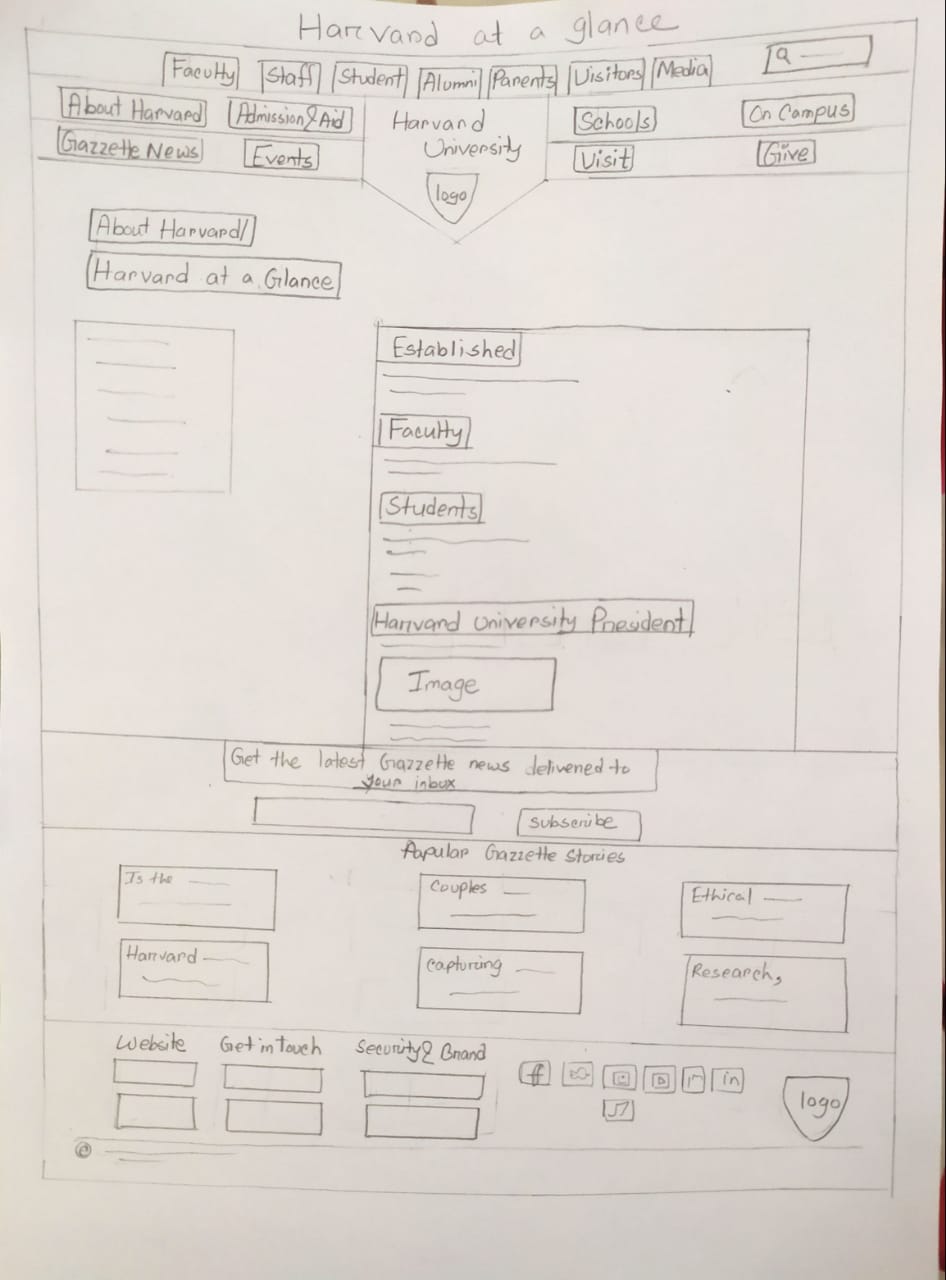 Harvard at a glance
Faculty Staff Student Alumni Parents Visitors Media
About Harvard Admission & Aid Harvard University Schools On Campus
Gazzette News Events Visit Give
logo
About Harvard/
Harvard at a Glance
Established
Faculty
Students
Harvard University President
Image
Get the latest Gazzette news delivered to
your inbox
subscribe
Popular Gazzette Stories
Is the Couples Ethical
Harvard capturing Research,
Website Get in touch Security & Brand
f in
logo
©